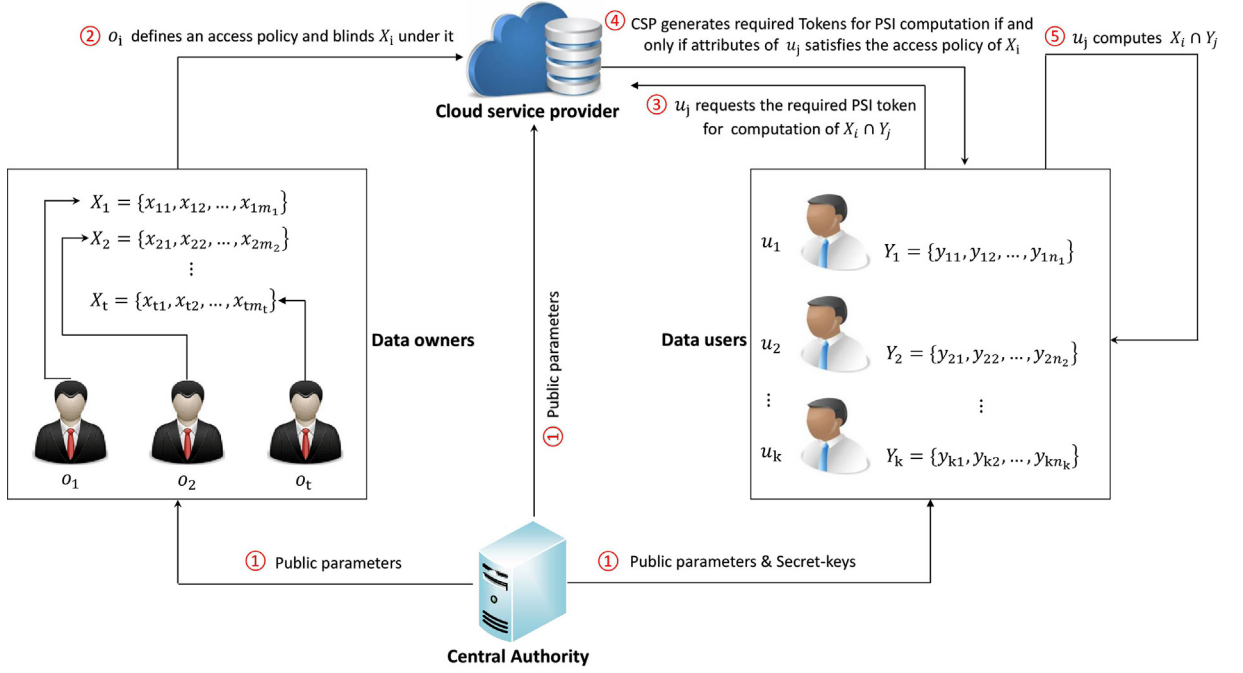 ② oᵢ defines an access policy and blinds Xᵢ under it
④ CSP generates required Tokens for PSI computation if and
only if attributes of uⱼ satisfies the access policy of Xᵢ
⑤ uⱼ computes Xᵢ ∩ Yⱼ
Cloud service provider
③ uⱼ requests the required PSI token
for computation of Xᵢ ∩ Yⱼ
X₁ = {x₁₁, x₁₂, . . . , x₁ₘ₁}
X₂ = {x₂₁, x₂₂, . . . , x₂ₘ₂}
⋮
Xₜ = {xₜ₁, xₜ₂, . . . , xₜₘₜ}
Data owners
o₁
o₂
oₜ
① Public parameters
Data users
u₁
Y₁ = {y₁₁, y₁₂, ... , y₁ₙ₁}
u₂
Y₂ = {y₂₁, y₂₂, ... , y₂ₙ₂}
⋮
⋮
uₖ
Yₖ = {yₖ₁, yₖ₂, ... , yₖₙₖ}
① Public parameters
① Public parameters & Secret-keys
Central Authority